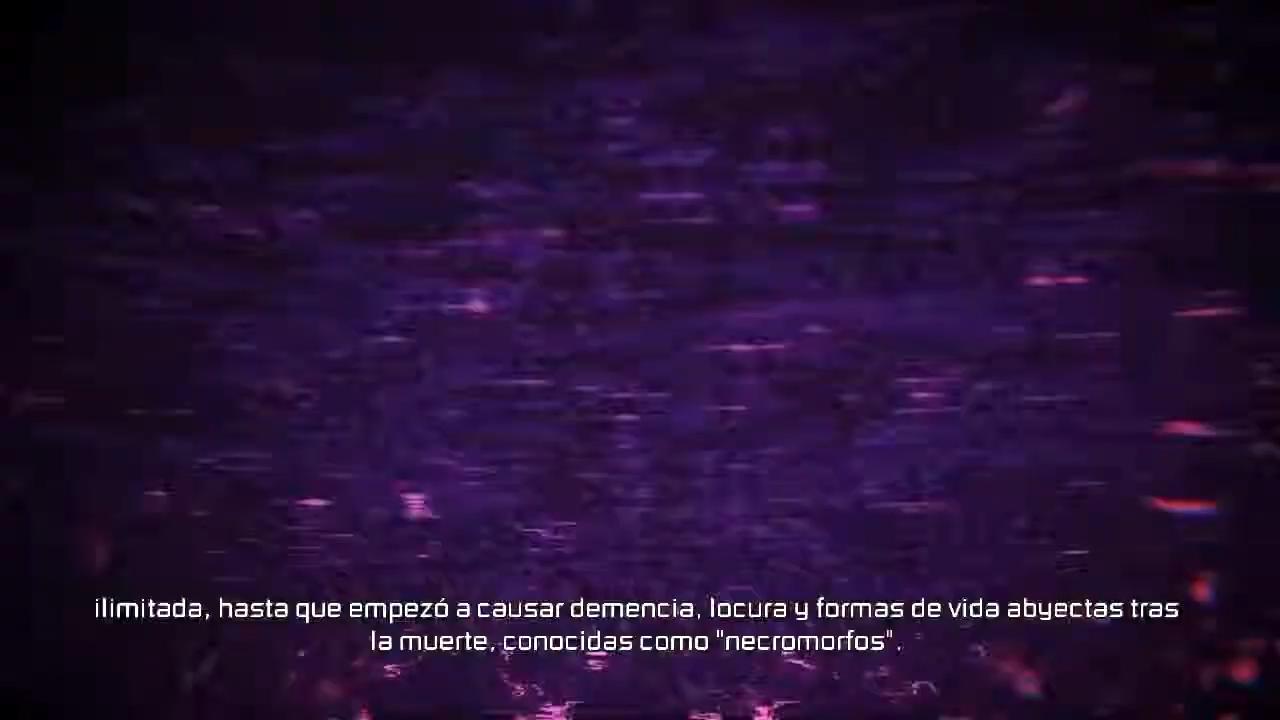 ilimitada, hasta que empezó a causar demencia, locura y formas de vida abyectas tras
la muerte, conocidas como "necromorfos".